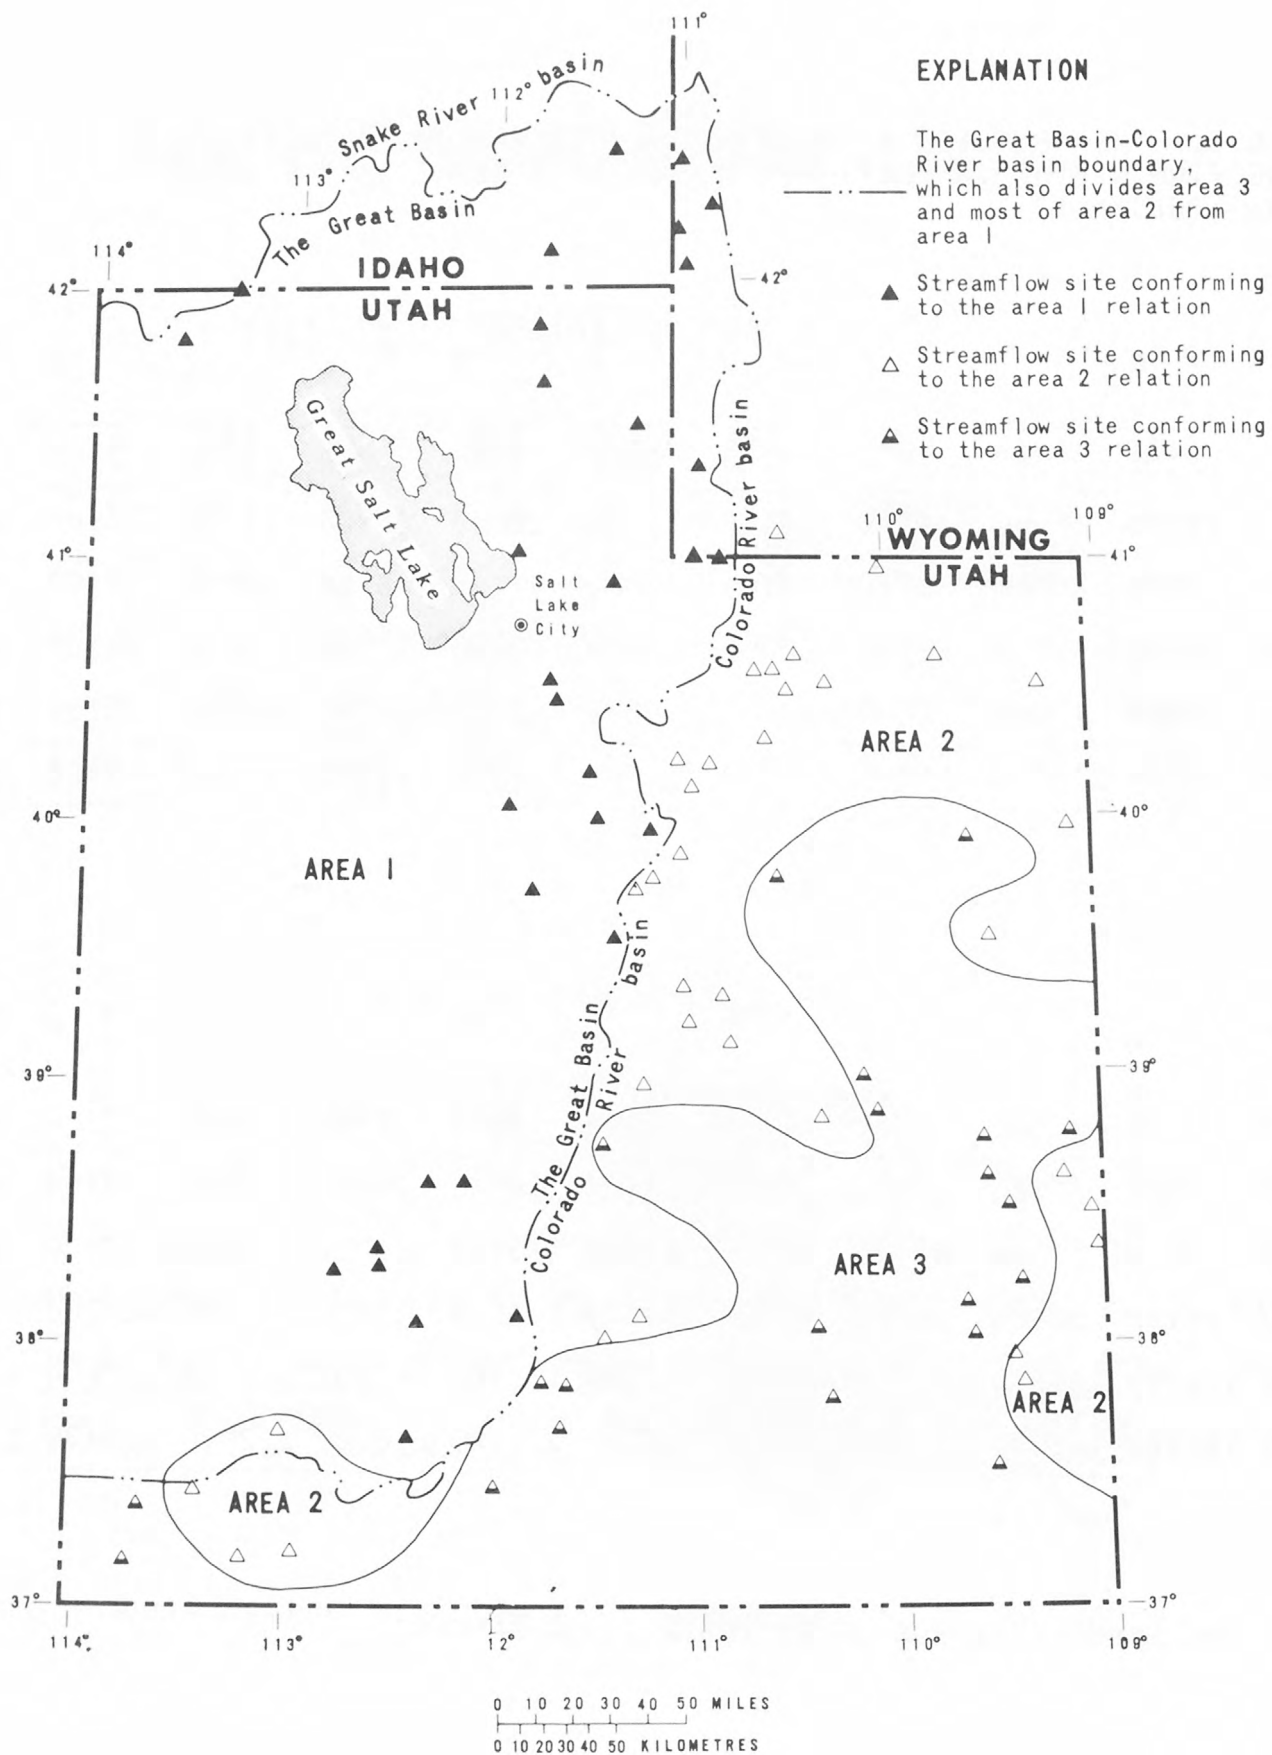 111°
EXPLANATION
The Great Basin-Colorado
River basin boundary,
which also divides area 3
and most of area 2 from
area 1
Streamflow site conforming
to the area 1 relation
Streamflow site conforming
to the area 2 relation
Streamflow site conforming
to the area 3 relation
Snake River basin
112°
113°
The Great Basin
114°
42°
IDAHO
UTAH
42°
Great Salt Lake
Colorado River basin
110°
109°
41°
WYOMING
UTAH
41°
Salt
Lake
City
AREA 2
40°
40°
AREA 1
The Great Basin
Colorado River basin
39°
39°
AREA 3
38°
38°
AREA 2
AREA 2
37°
37°
114°
113°
112°
111°
110°
109°
0 10 20 30 40 50 MILES
0 10 20 30 40 50 KILOMETRES